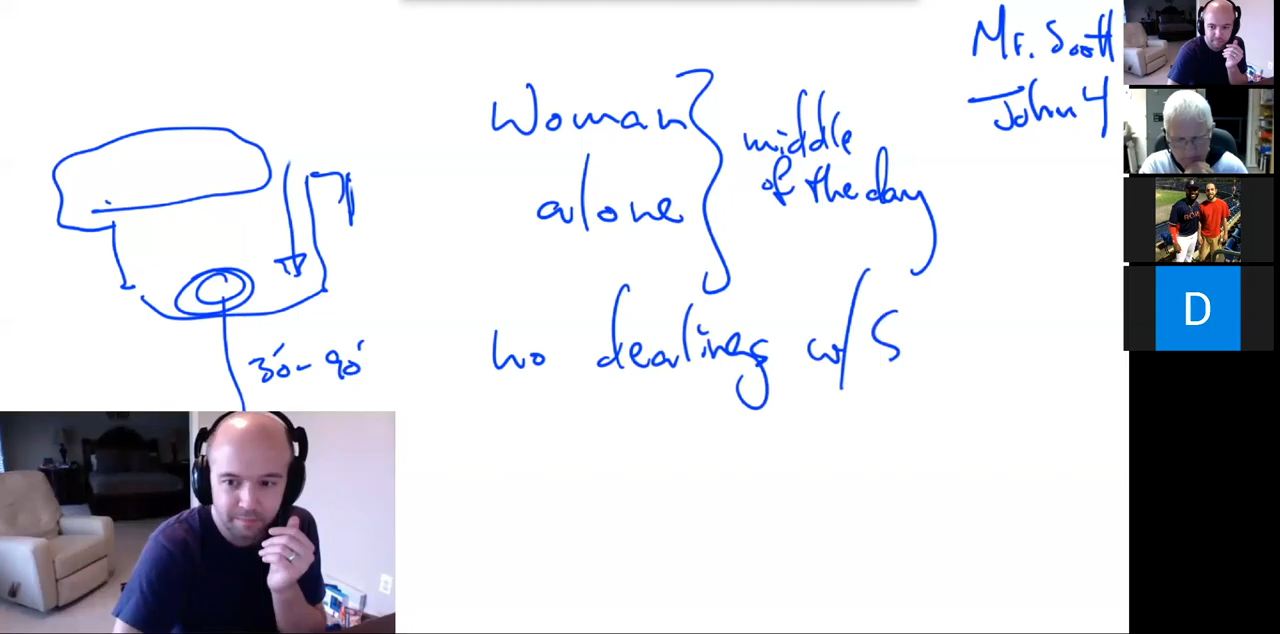 Mr. Scott
John 4
Woman
alone
middle
of the day
no dealings w/ S
30'- 90'
D